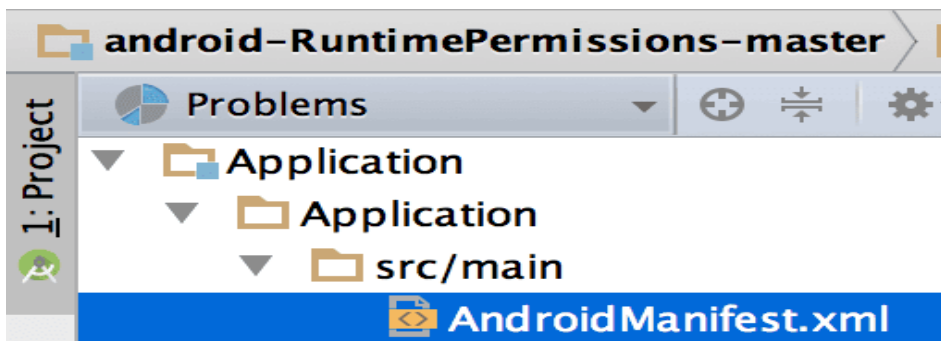 android-RuntimePermissions-master
1: Project
Problems
Application
Application
src/main
AndroidManifest.xml